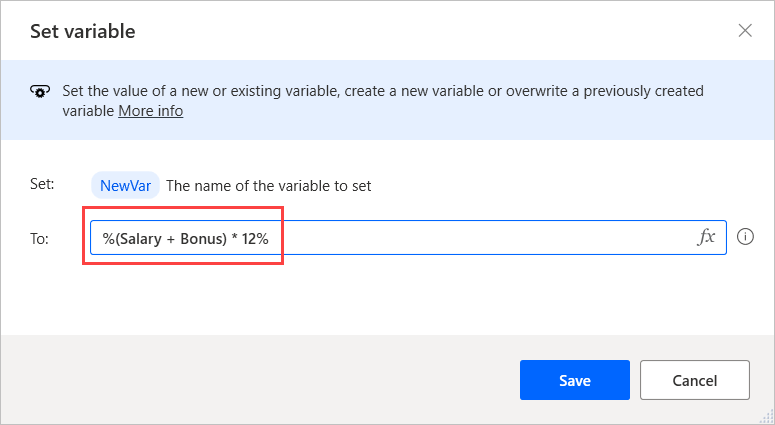 Set variable
Set the value of a new or existing variable, create a new variable or overwrite a previously created
variable More info
Set: NewVar The name of the variable to set
To: %(Salary + Bonus) * 12% fx
Save Cancel